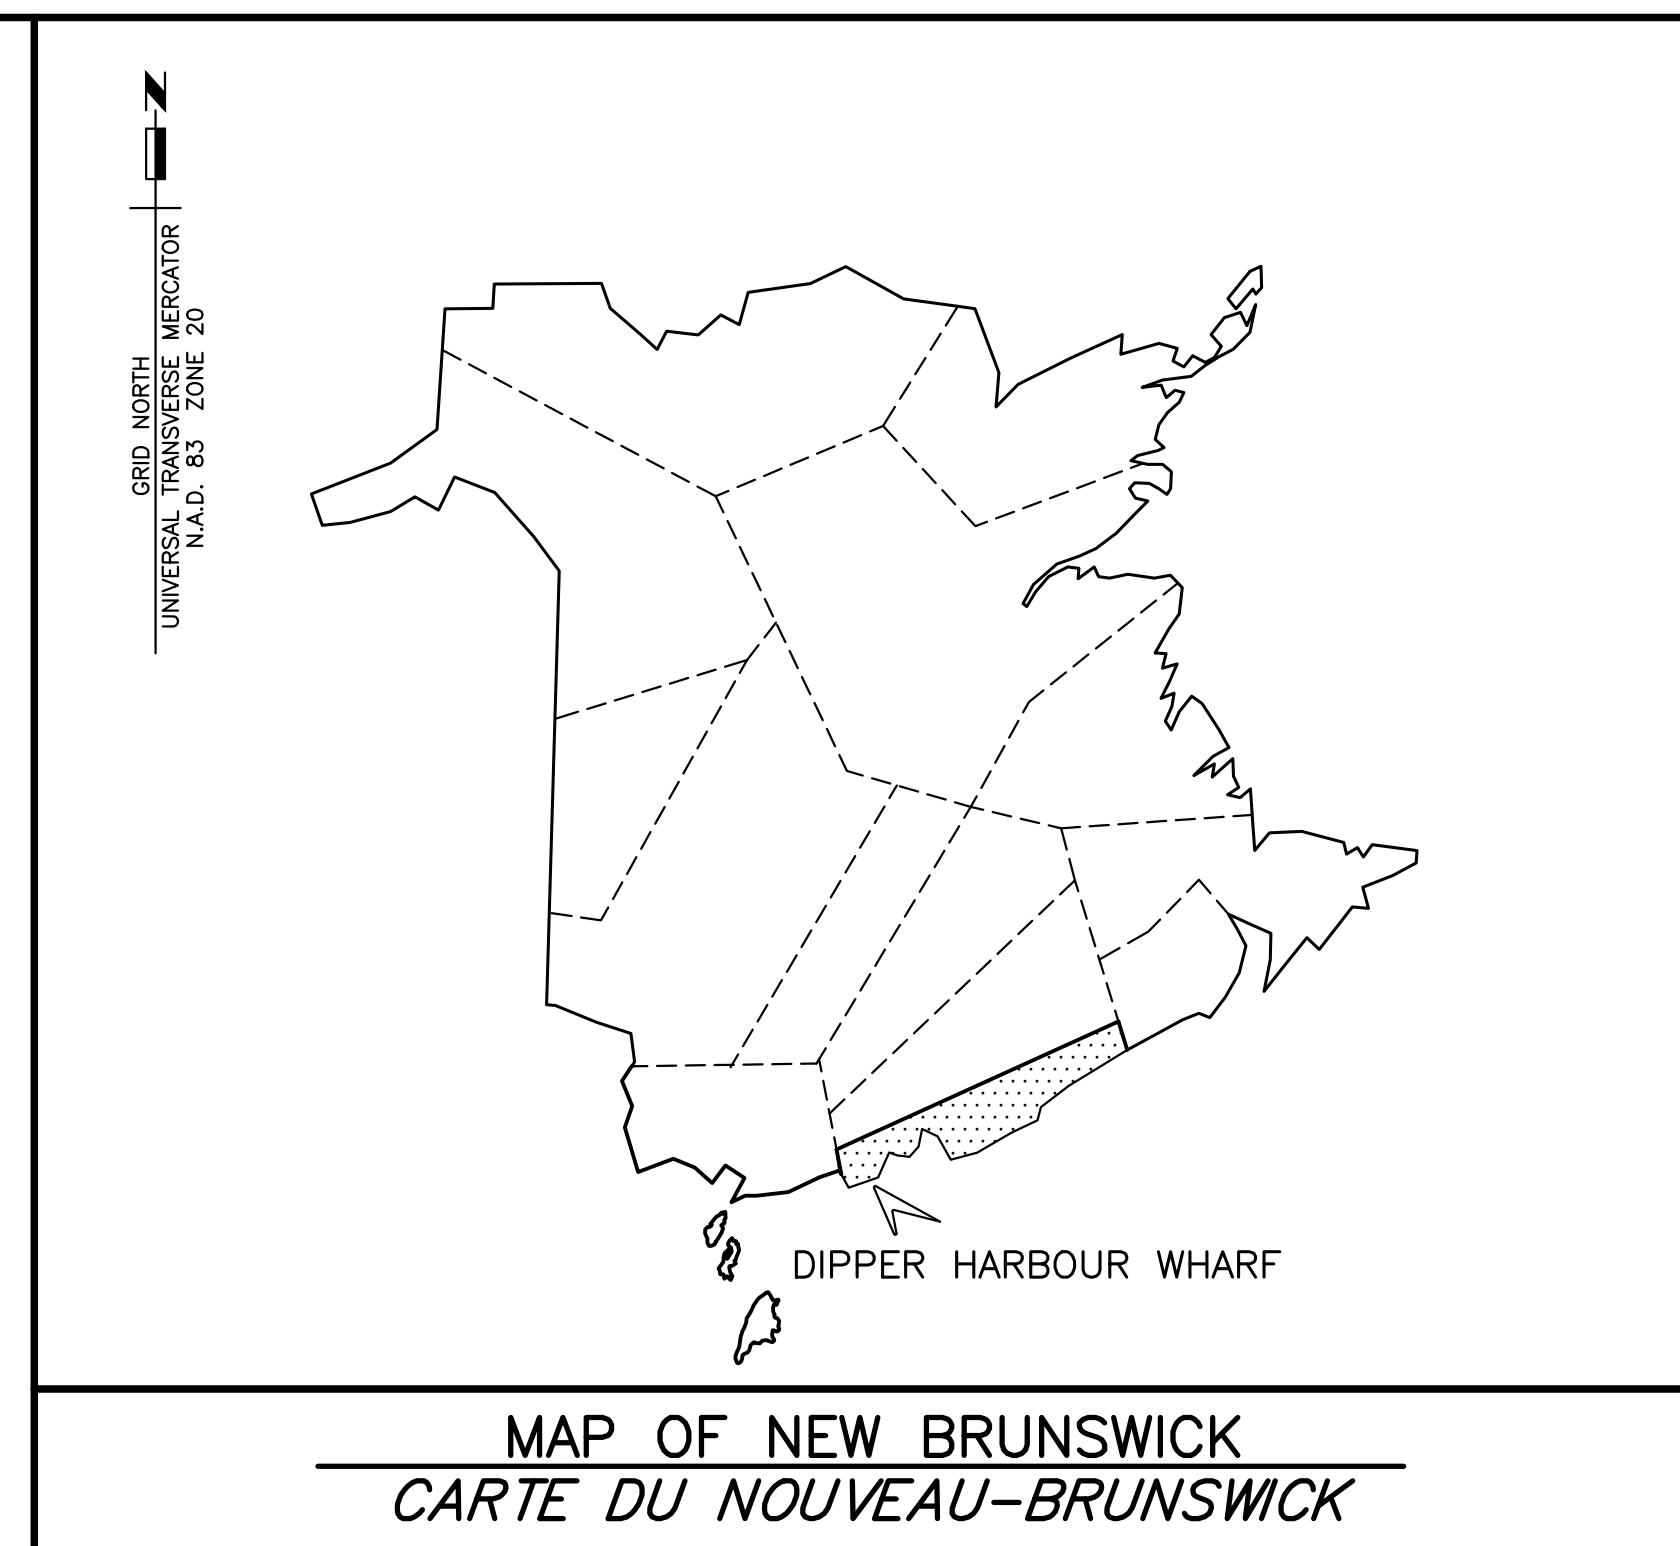 N
GRID NORTH
UNIVERSAL TRANSVERSE MERCATOR
N.A.D. 83 ZONE 20
DIPPER HARBOUR WHARF
MAP OF NEW BRUNSWICK
CARTE DU NOUVEAU-BRUNSWICK